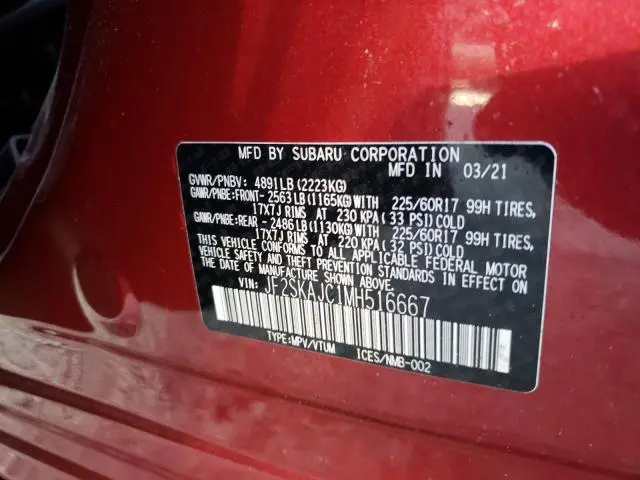 MFD BY SUBARU CORPORATION MFD IN 03/21
GVWR/PNBV: 4891LB(2223KG)
GAWR/PNBE:FRONT-2563LB(1165KG)WITH 225/60R17 99H TIRES,
17X7J RIMS AT 230 KPA(33 PSI)COLD
GAWR/PNBE:REAR -2486LB(1130KG)WITH 225/60R17 99H TIRES,
17X7J RIMS AT 220 KPA(32 PSI)COLD
THIS VEHICLE CONFORMS TO ALL APPLICABLE FEDERAL MOTOR
VEHICLE SAFETY AND THEFT PREVENTION STANDARDS IN EFFECT
ON THE DATE OF MANUFACTURE SHOWN ABOVE.
VIN: JF2SKAJC1MH516667
TYPE:MPV/VTUM ICES/NMB-002